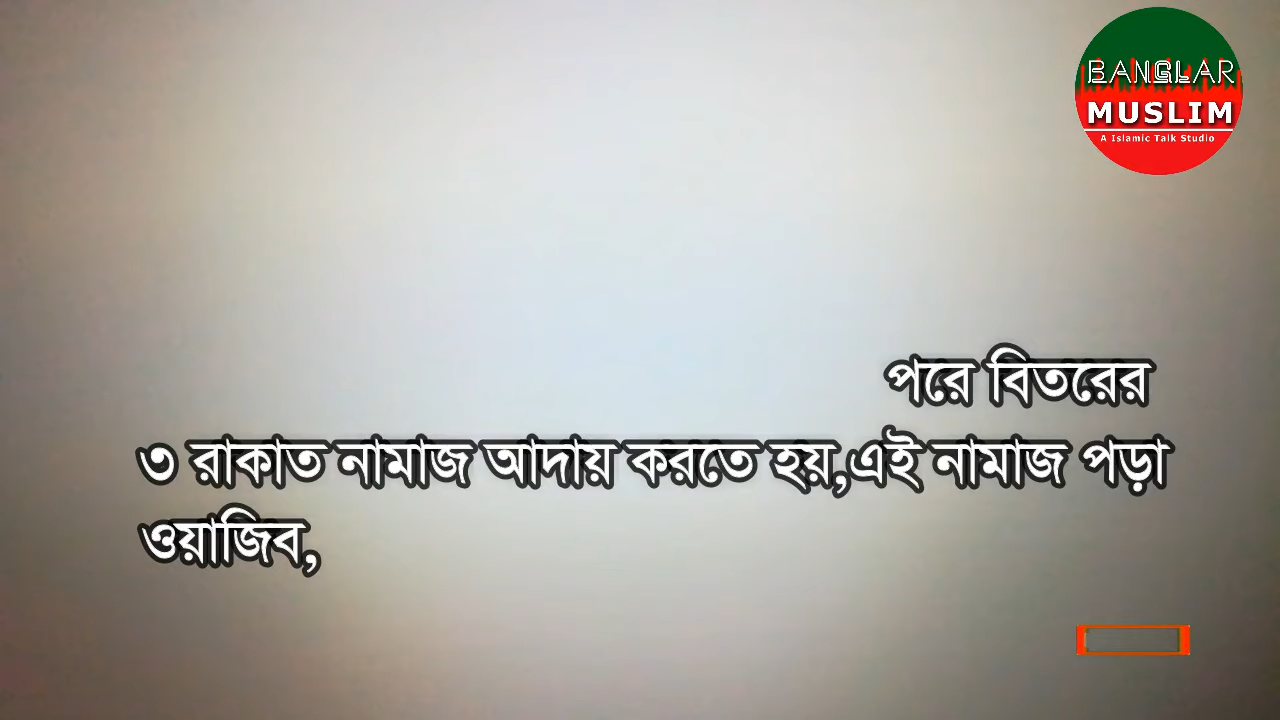 BANGLAR
MUSLIM
A Islamic Talk Studio
পরে বিতরের
৩ রাকাত নামাজ আদায় করতে হয়,এই নামাজ পড়া
ওয়াজিব,